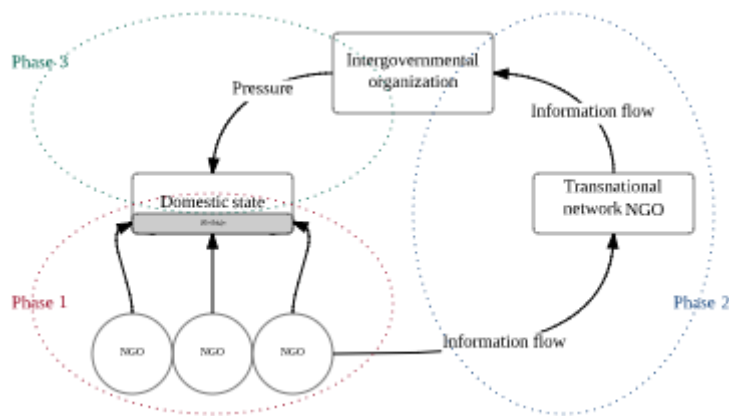 Phase 3
Intergovernmental
organization
Pressure
Information flow
Domestic state
Transnational
network NGO
Phase 1
Phase 2
NGO
NGO
NGO
Information flow